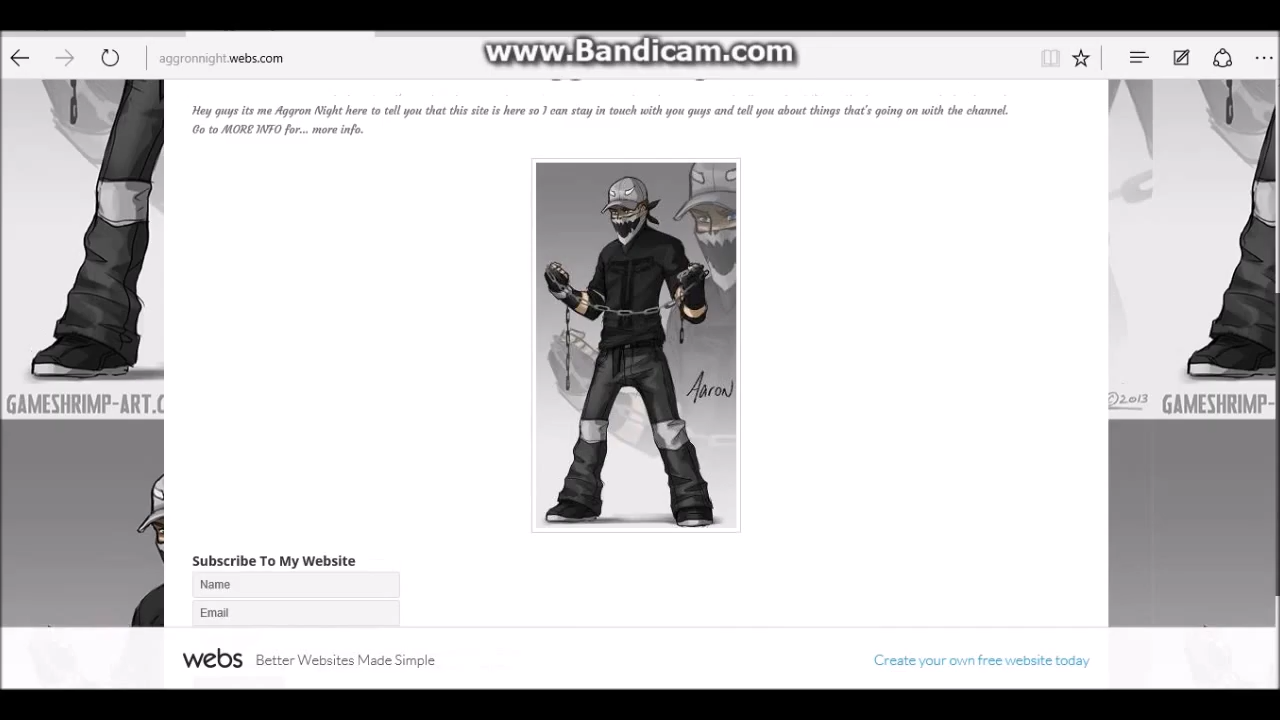 www.Bandicam.com
aggronnight.webs.com
Hey guys its me Aggron Night here to tell you that this site is here so I can stay in touch with you guys and tell you about things that's going on with the channel.
Go to MORE INFO for... more info.
Aaron
GAMESHRIMP-ART.C
©2013
GAMESHRIMP-
Subscribe To My Website
Name
Email
webs
Better Websites Made Simple
Create your own free website today